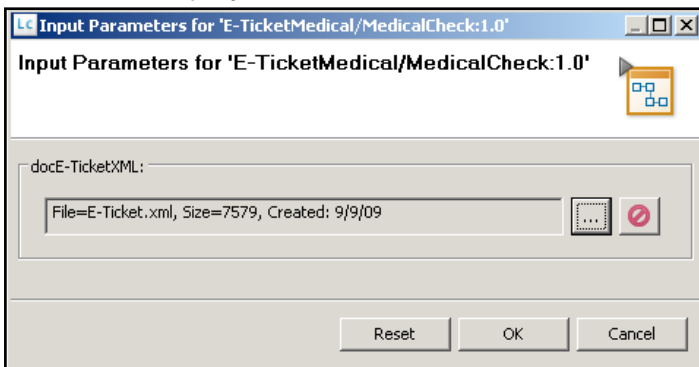 LC Input Parameters for 'E-TicketMedical/MedicalCheck:1.0'
Input Parameters for 'E-TicketMedical/MedicalCheck:1.0'
docE-TicketXML:
File=E-Ticket.xml, Size=7579, Created: 9/9/09
...
Reset OK Cancel